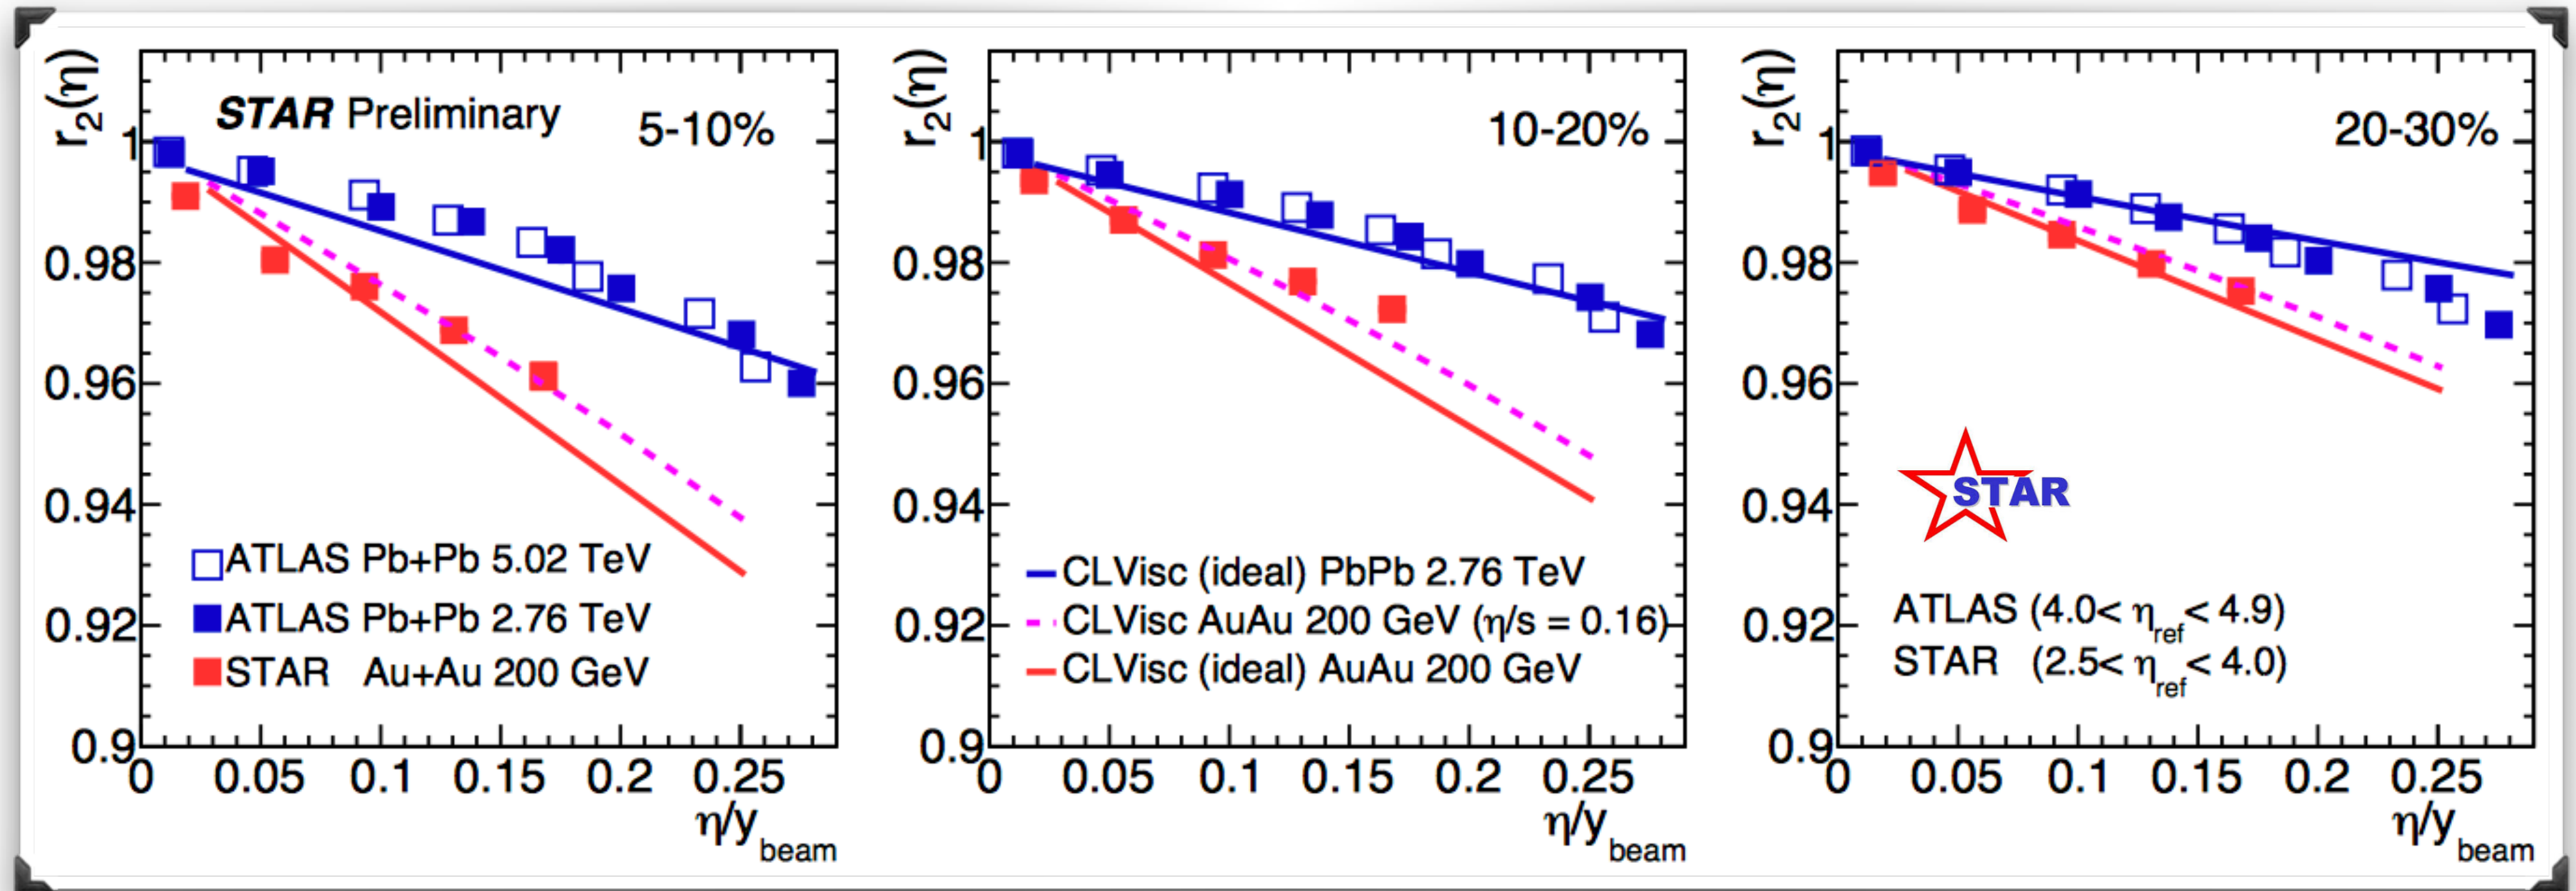 r2(η)
STAR Preliminary
5-10%
1
0.98
0.96
0.94
0.92
0.9
ATLAS Pb+Pb 5.02 TeV
ATLAS Pb+Pb 2.76 TeV
STAR Au+Au 200 GeV
0 0.05 0.1 0.15 0.2 0.25
η/ybeam
r2(η)
10-20%
1
0.98
0.96
0.94
0.92
0.9
CLVisc (ideal) PbPb 2.76 TeV
CLVisc AuAu 200 GeV (η/s = 0.16)
CLVisc (ideal) AuAu 200 GeV
0 0.05 0.1 0.15 0.2 0.25
η/ybeam
r2(η)
20-30%
1
0.98
0.96
0.94
0.92
0.9
STAR
ATLAS (4.0< ηref< 4.9)
STAR (2.5< ηref< 4.0)
0 0.05 0.1 0.15 0.2 0.25
η/ybeam